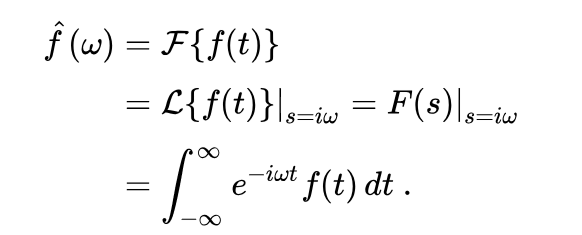 f̂(ω) = ℱ{f(t)}
= ℒ{f(t)}|ₛ₌ᵢω = F(s)|ₛ₌ᵢω
= ∫_{−∞}^{∞} e^{−iωt} f(t) dt .